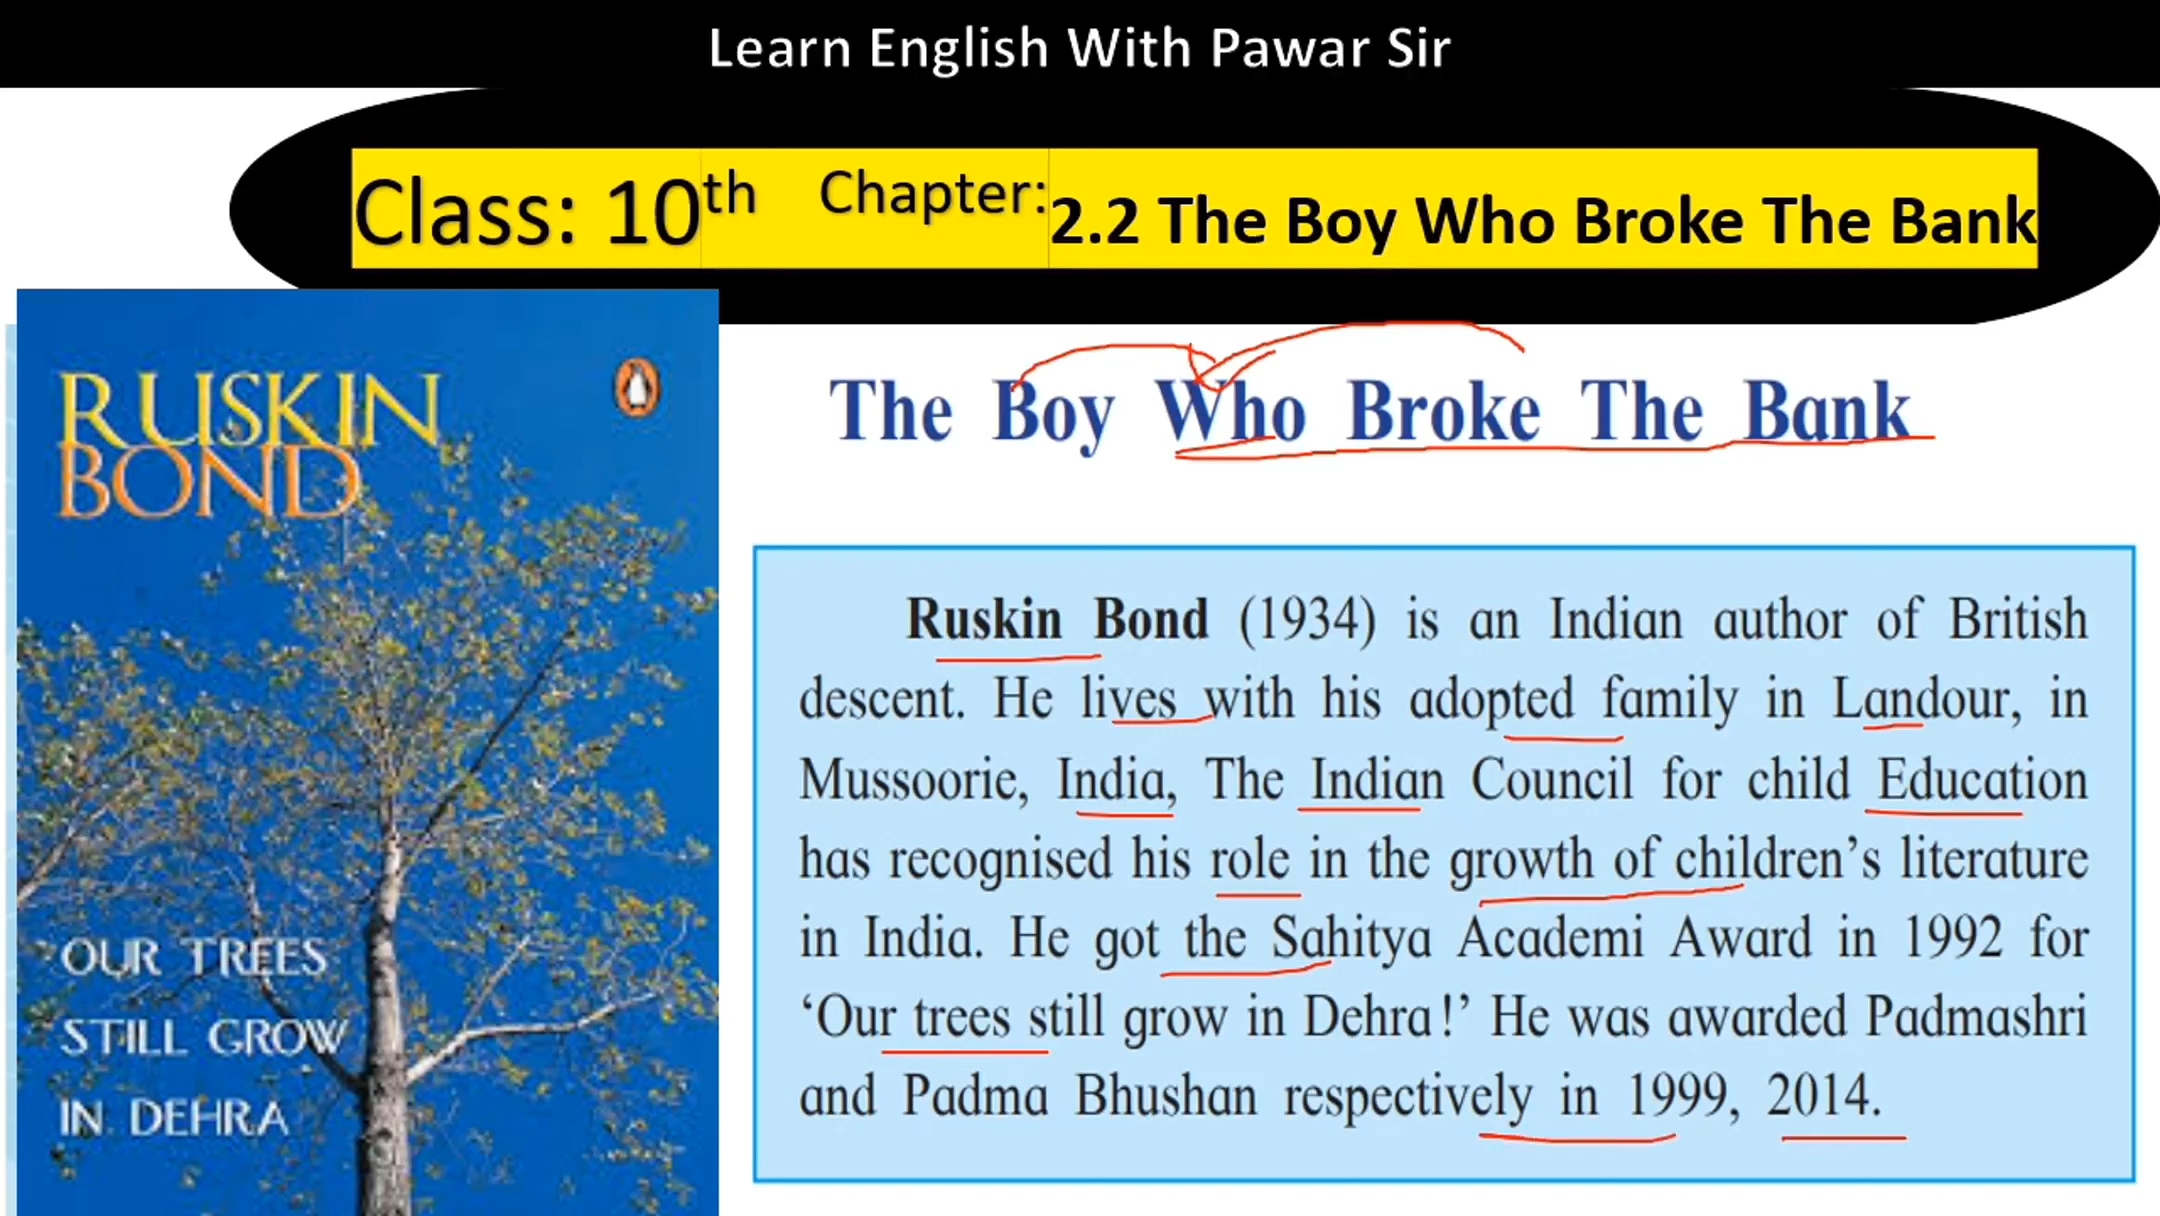 Learn English With Pawar Sir
Class: 10th Chapter: 2.2 The Boy Who Broke The Bank
RUSKIN
BOND
OUR TREES
STILL GROW
IN DEHRA
The Boy Who Broke The Bank
Ruskin Bond (1934) is an Indian author of British
descent. He lives with his adopted family in Landour, in
Mussoorie, India, The Indian Council for child Education
has recognised his role in the growth of children’s literature
in India. He got the Sahitya Academi Award in 1992 for
‘Our trees still grow in Dehra!’ He was awarded Padmashri
and Padma Bhushan respectively in 1999, 2014.